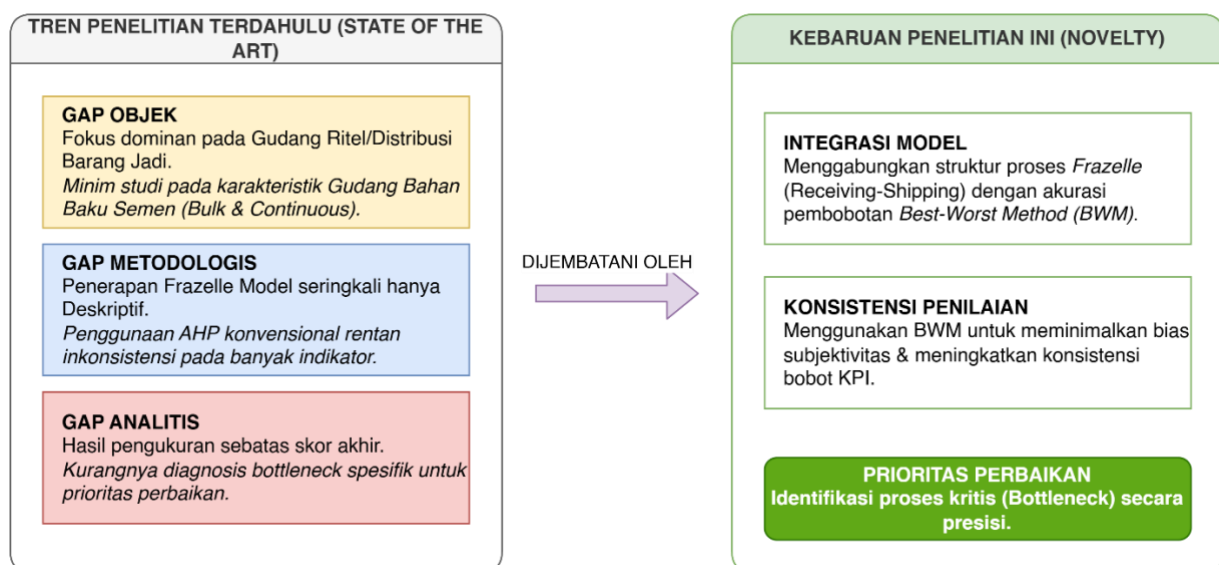 TREN PENELITIAN TERDAHULU (STATE OF THE
ART)
GAP OBJEK
Fokus dominan pada Gudang Ritel/Distribusi
Barang Jadi.
Minim studi pada karakteristik Gudang Bahan
Baku Semen (Bulk & Continuous).
GAP METODOLOGIS
Penerapan Frazelle Model seringkali hanya
Deskriptif.
Penggunaan AHP konvensional rentan
inkonsistensi pada banyak indikator.
GAP ANALITIS
Hasil pengukuran sebatas skor akhir.
Kurangnya diagnosis bottleneck spesifik untuk
prioritas perbaikan.
DIJEMBATANI OLEH
KEBARUAN PENELITIAN INI (NOVELTY)
INTEGRASI MODEL
Menggabungkan struktur proses Frazelle
(Receiving-Shipping) dengan akurasi
pembobotan Best-Worst Method (BWM).
KONSISTENSI PENILAIAN
Menggunakan BWM untuk meminimalkan bias
subjektivitas & meningkatkan konsistensi
bobot KPI.
PRIORITAS PERBAIKAN
Identifikasi proses kritis (Bottleneck) secara
presisi.